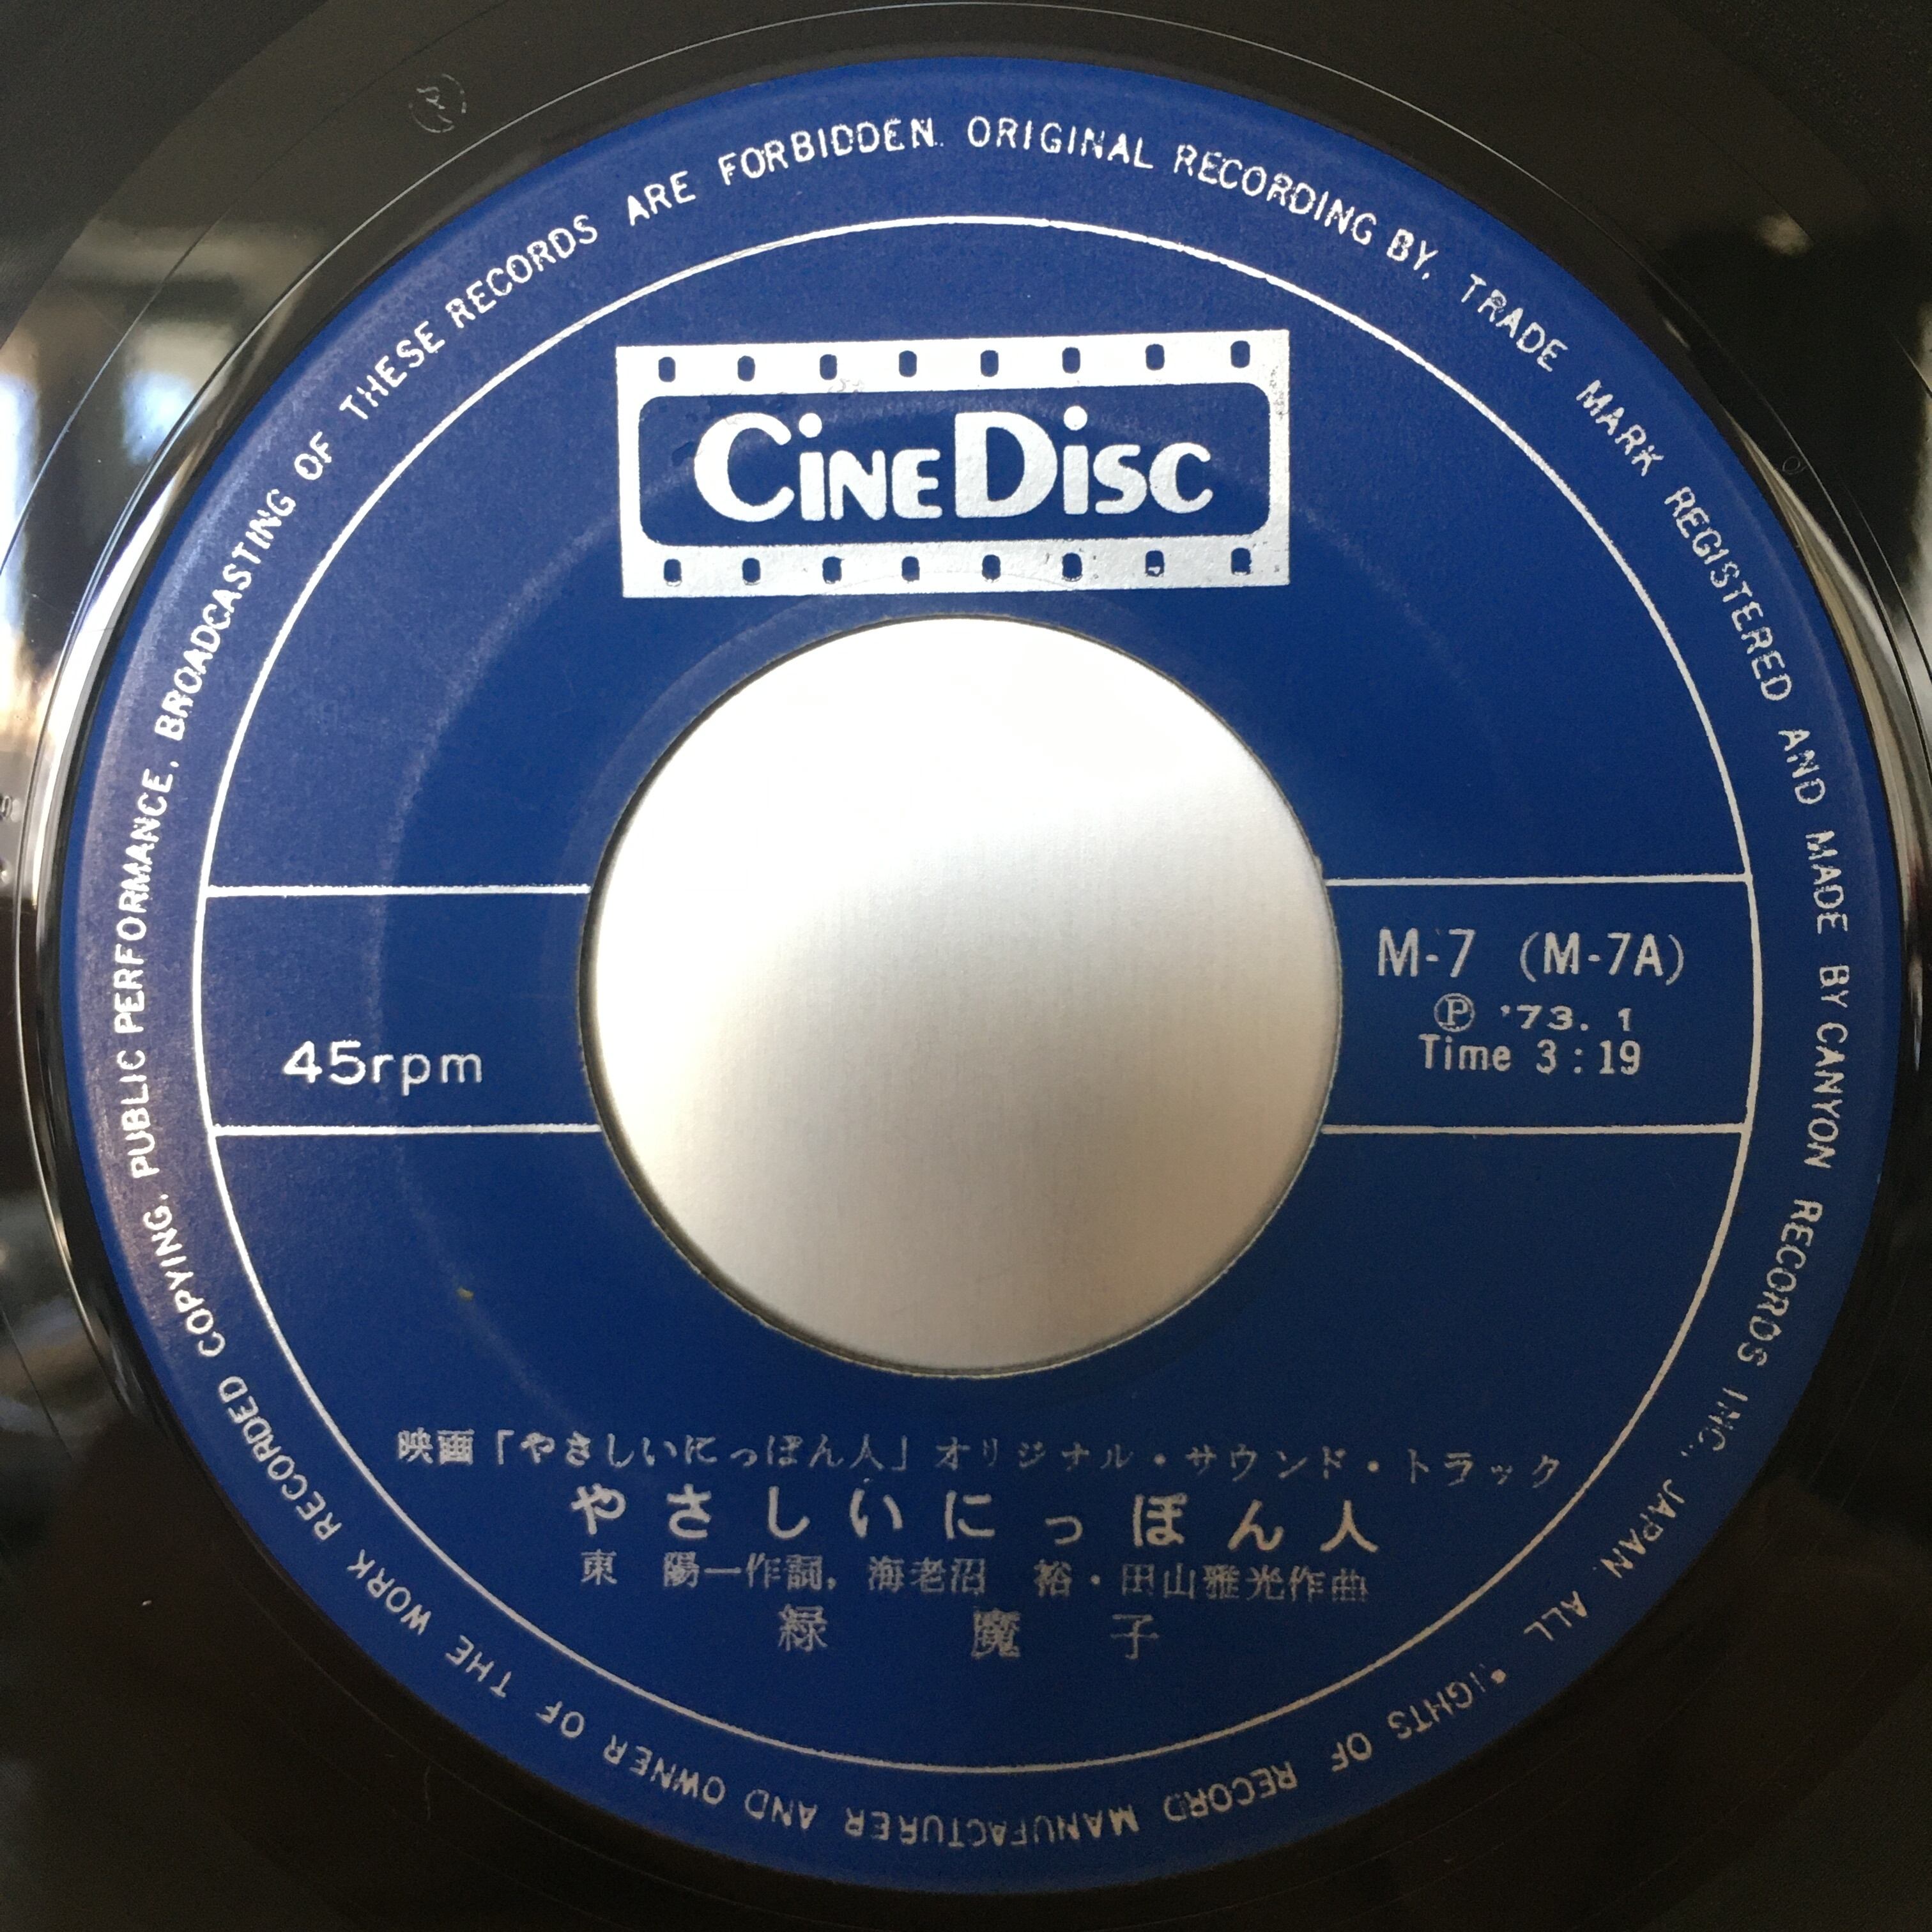 ORIGINAL RECORDING BY, TRADE MARK REGISTERED AND MADE BY CANYON RECORDS INC., JAPAN. ALL RIGHTS OF RECORD MANUFACTURER AND OWNER OF THE WORK RECORDED COPYING, PUBLIC PERFORMANCE, BROADCASTING OF THESE RECORDS ARE FORBIDDEN.
CINEDISC
45rpm
M-7 (M-7A)
Ⓟ '73. 1
Time 3:19
映画「やさしいにっぽん人」オリジナル・サウンド・トラック
やさしいにっぽん人
東 陽一作詞, 海老沼 裕・田山雅光作曲
緑 魔子